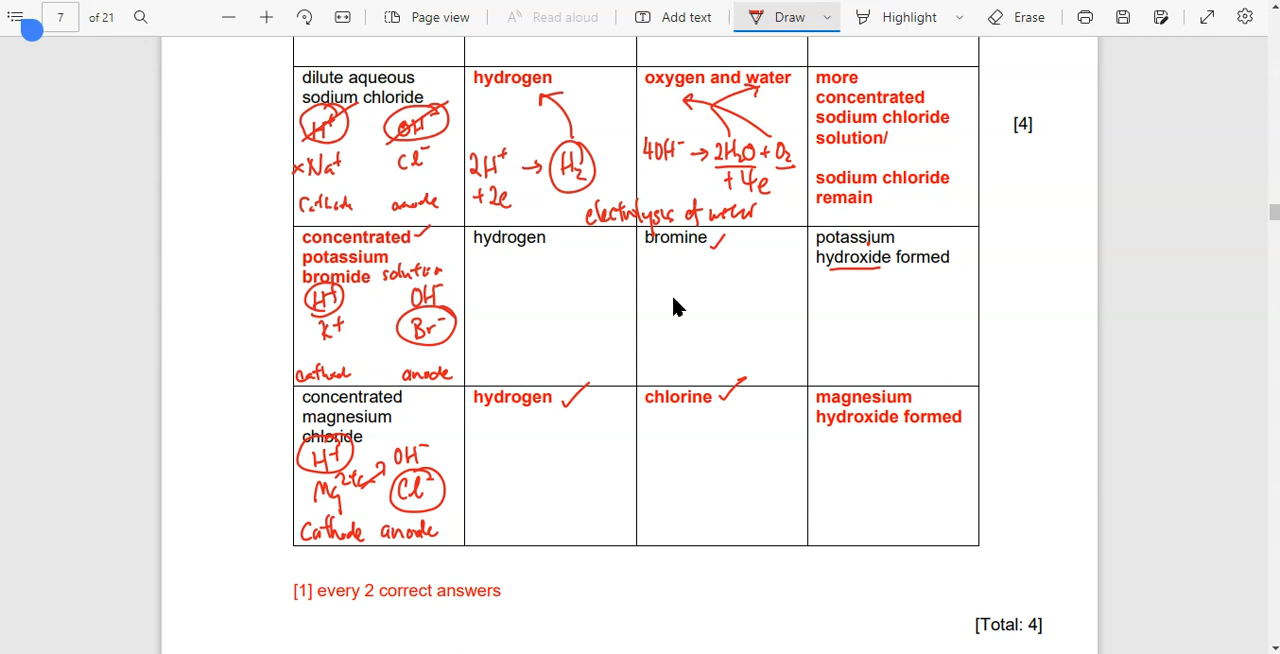 7
of 21
Page view
Read aloud
Add text
Draw
Highlight
Erase
dilute aqueous
sodium chloride
H+ OH-
×Na+ Cl-
Cathode anode
hydrogen
2H+ → H2
+2e
oxygen and water
4OH- → 2H2O + O2
+ 4e
electrolysis of water
more
concentrated
sodium chloride
solution/
sodium chloride
remain
[4]
concentrated
potassium
bromide solution
H+ OH-
K+ Br-
cathod anode
hydrogen
bromine
potassium
hydroxide formed
concentrated
magnesium
chloride
H+ OH-
Mg2+ Cl-
Cathode anode
hydrogen
chlorine
magnesium
hydroxide formed
[1] every 2 correct answers
[Total: 4]